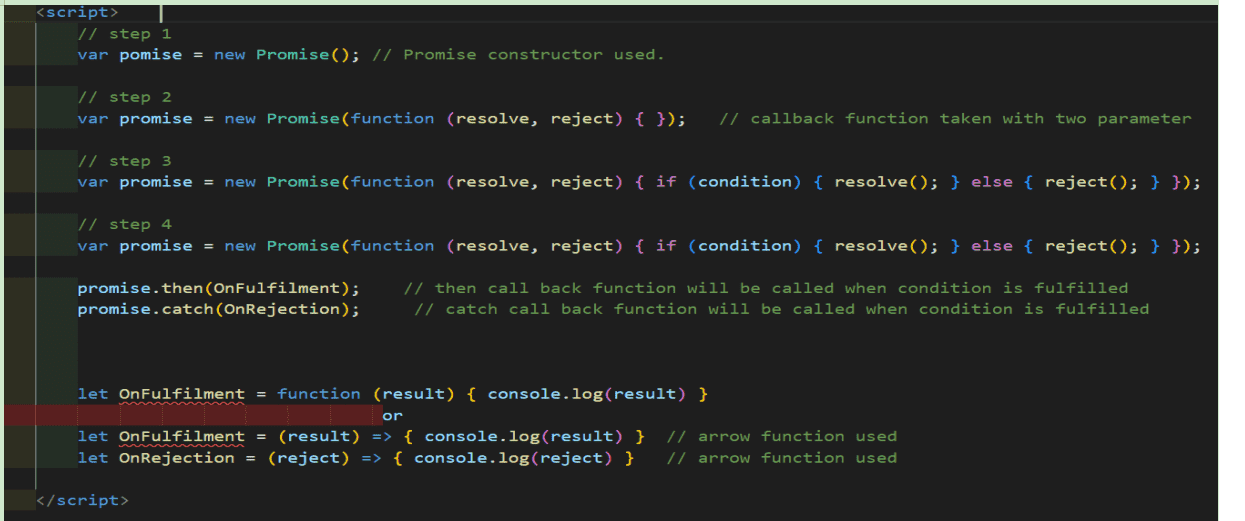 <script>
// step 1
var pomise = new Promise(); // Promise constructor used.
// step 2
var promise = new Promise(function (resolve, reject) { }); // callback function taken with two parameter
// step 3
var promise = new Promise(function (resolve, reject) { if (condition) { resolve(); } else { reject(); } });
// step 4
var promise = new Promise(function (resolve, reject) { if (condition) { resolve(); } else { reject(); } });
promise.then(OnFulfilment); // then call back function will be called when condition is fulfilled
promise.catch(OnRejection); // catch call back function will be called when condition is fulfilled
let OnFulfilment = function (result) { console.log(result) }
or
let OnFulfilment = (result) => { console.log(result) } // arrow function used
let OnRejection = (reject) => { console.log(reject) } // arrow function used
</script>